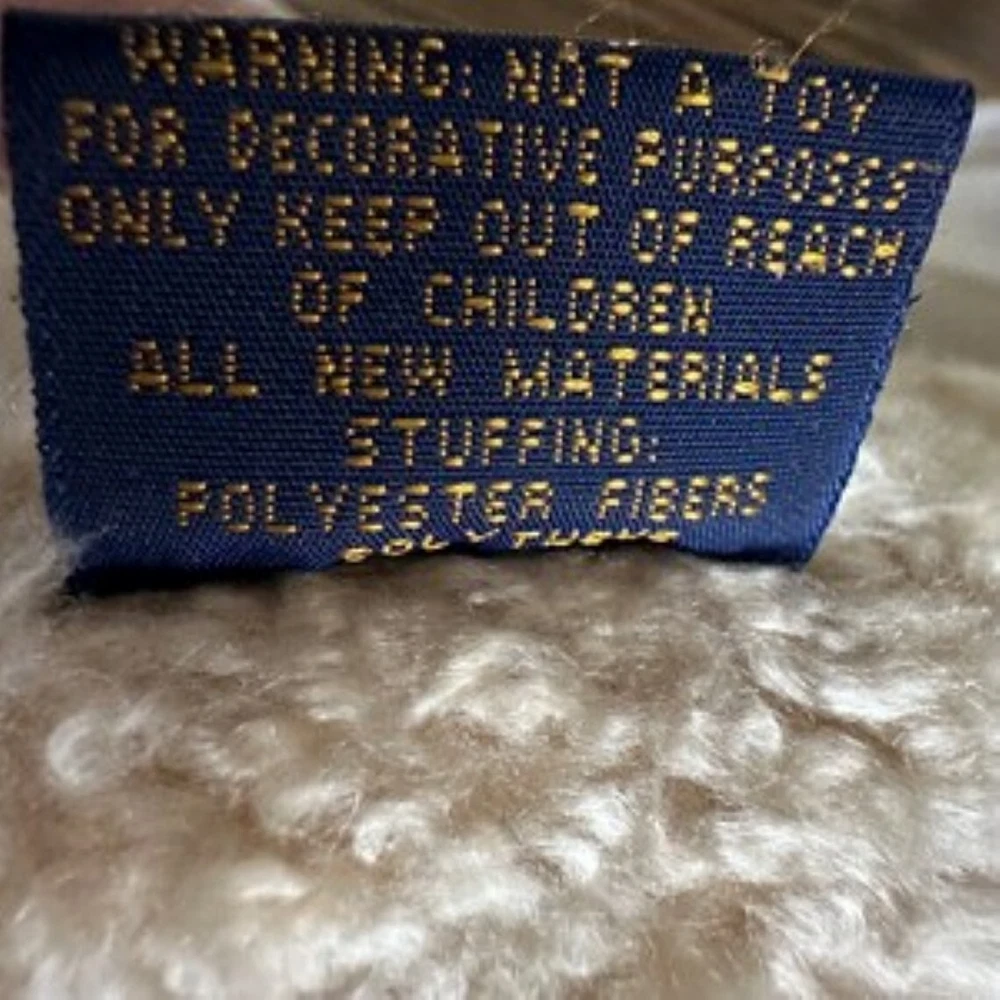 WARNING: NOT A TOY
FOR DECORATIVE PURPOSES
ONLY KEEP OUT OF REACH
OF CHILDREN
ALL NEW MATERIALS
STUFFING:
POLYESTER FIBERS